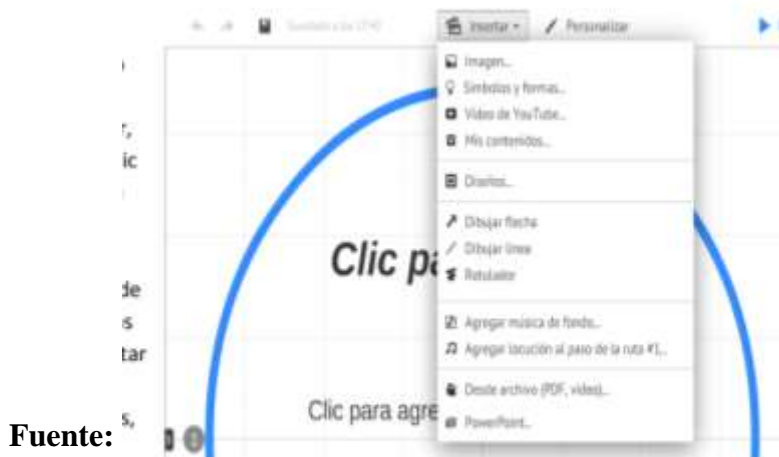 Insertar
Personalizar
Imagen...
Símbolos y formas...
r,
Vídeo de YouTube...
ic
Mis contenidos...
Diseños...
Dibujar flecha
Dibujar línea
Clic pa
Rotulador
de
os
Agregar música de fondo...
tar
Agregar locución al paso de la ruta #1...
Desde archivo (PDF, video)...
Clic para agre
s,
PowerPoint...
Fuente: